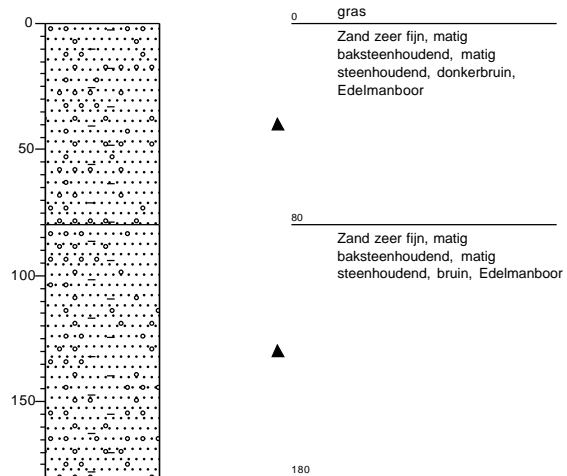 0
50
100
150
0 gras
Zand zeer fijn, matig
baksteenhoudend, matig
steenhoudend, donkerbruin,
Edelmanboor
80
Zand zeer fijn, matig
baksteenhoudend, matig
steenhoudend, bruin, Edelmanboor
180